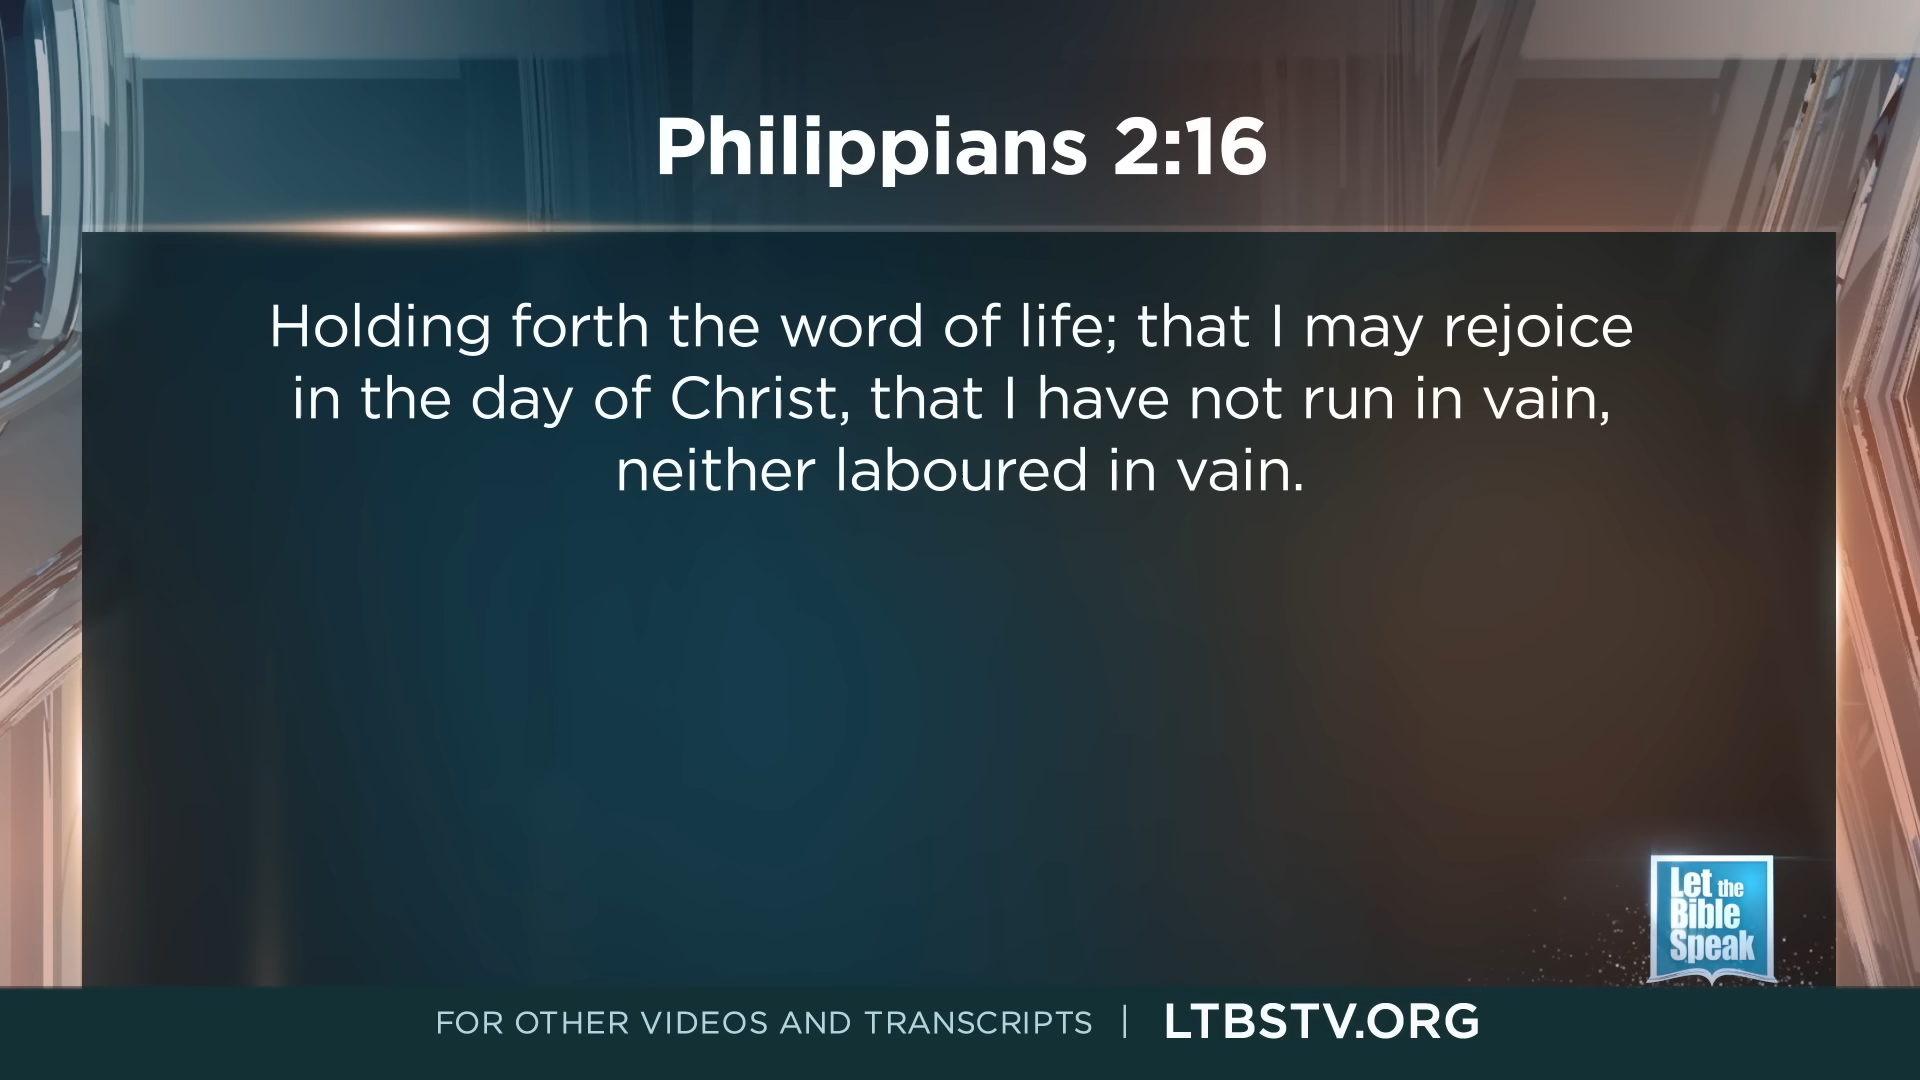 Philippians 2:16
Holding forth the word of life; that I may rejoice
in the day of Christ, that I have not run in vain,
neither laboured in vain.
Let the
Bible
Speak
FOR OTHER VIDEOS AND TRANSCRIPTS | LTBSTV.ORG